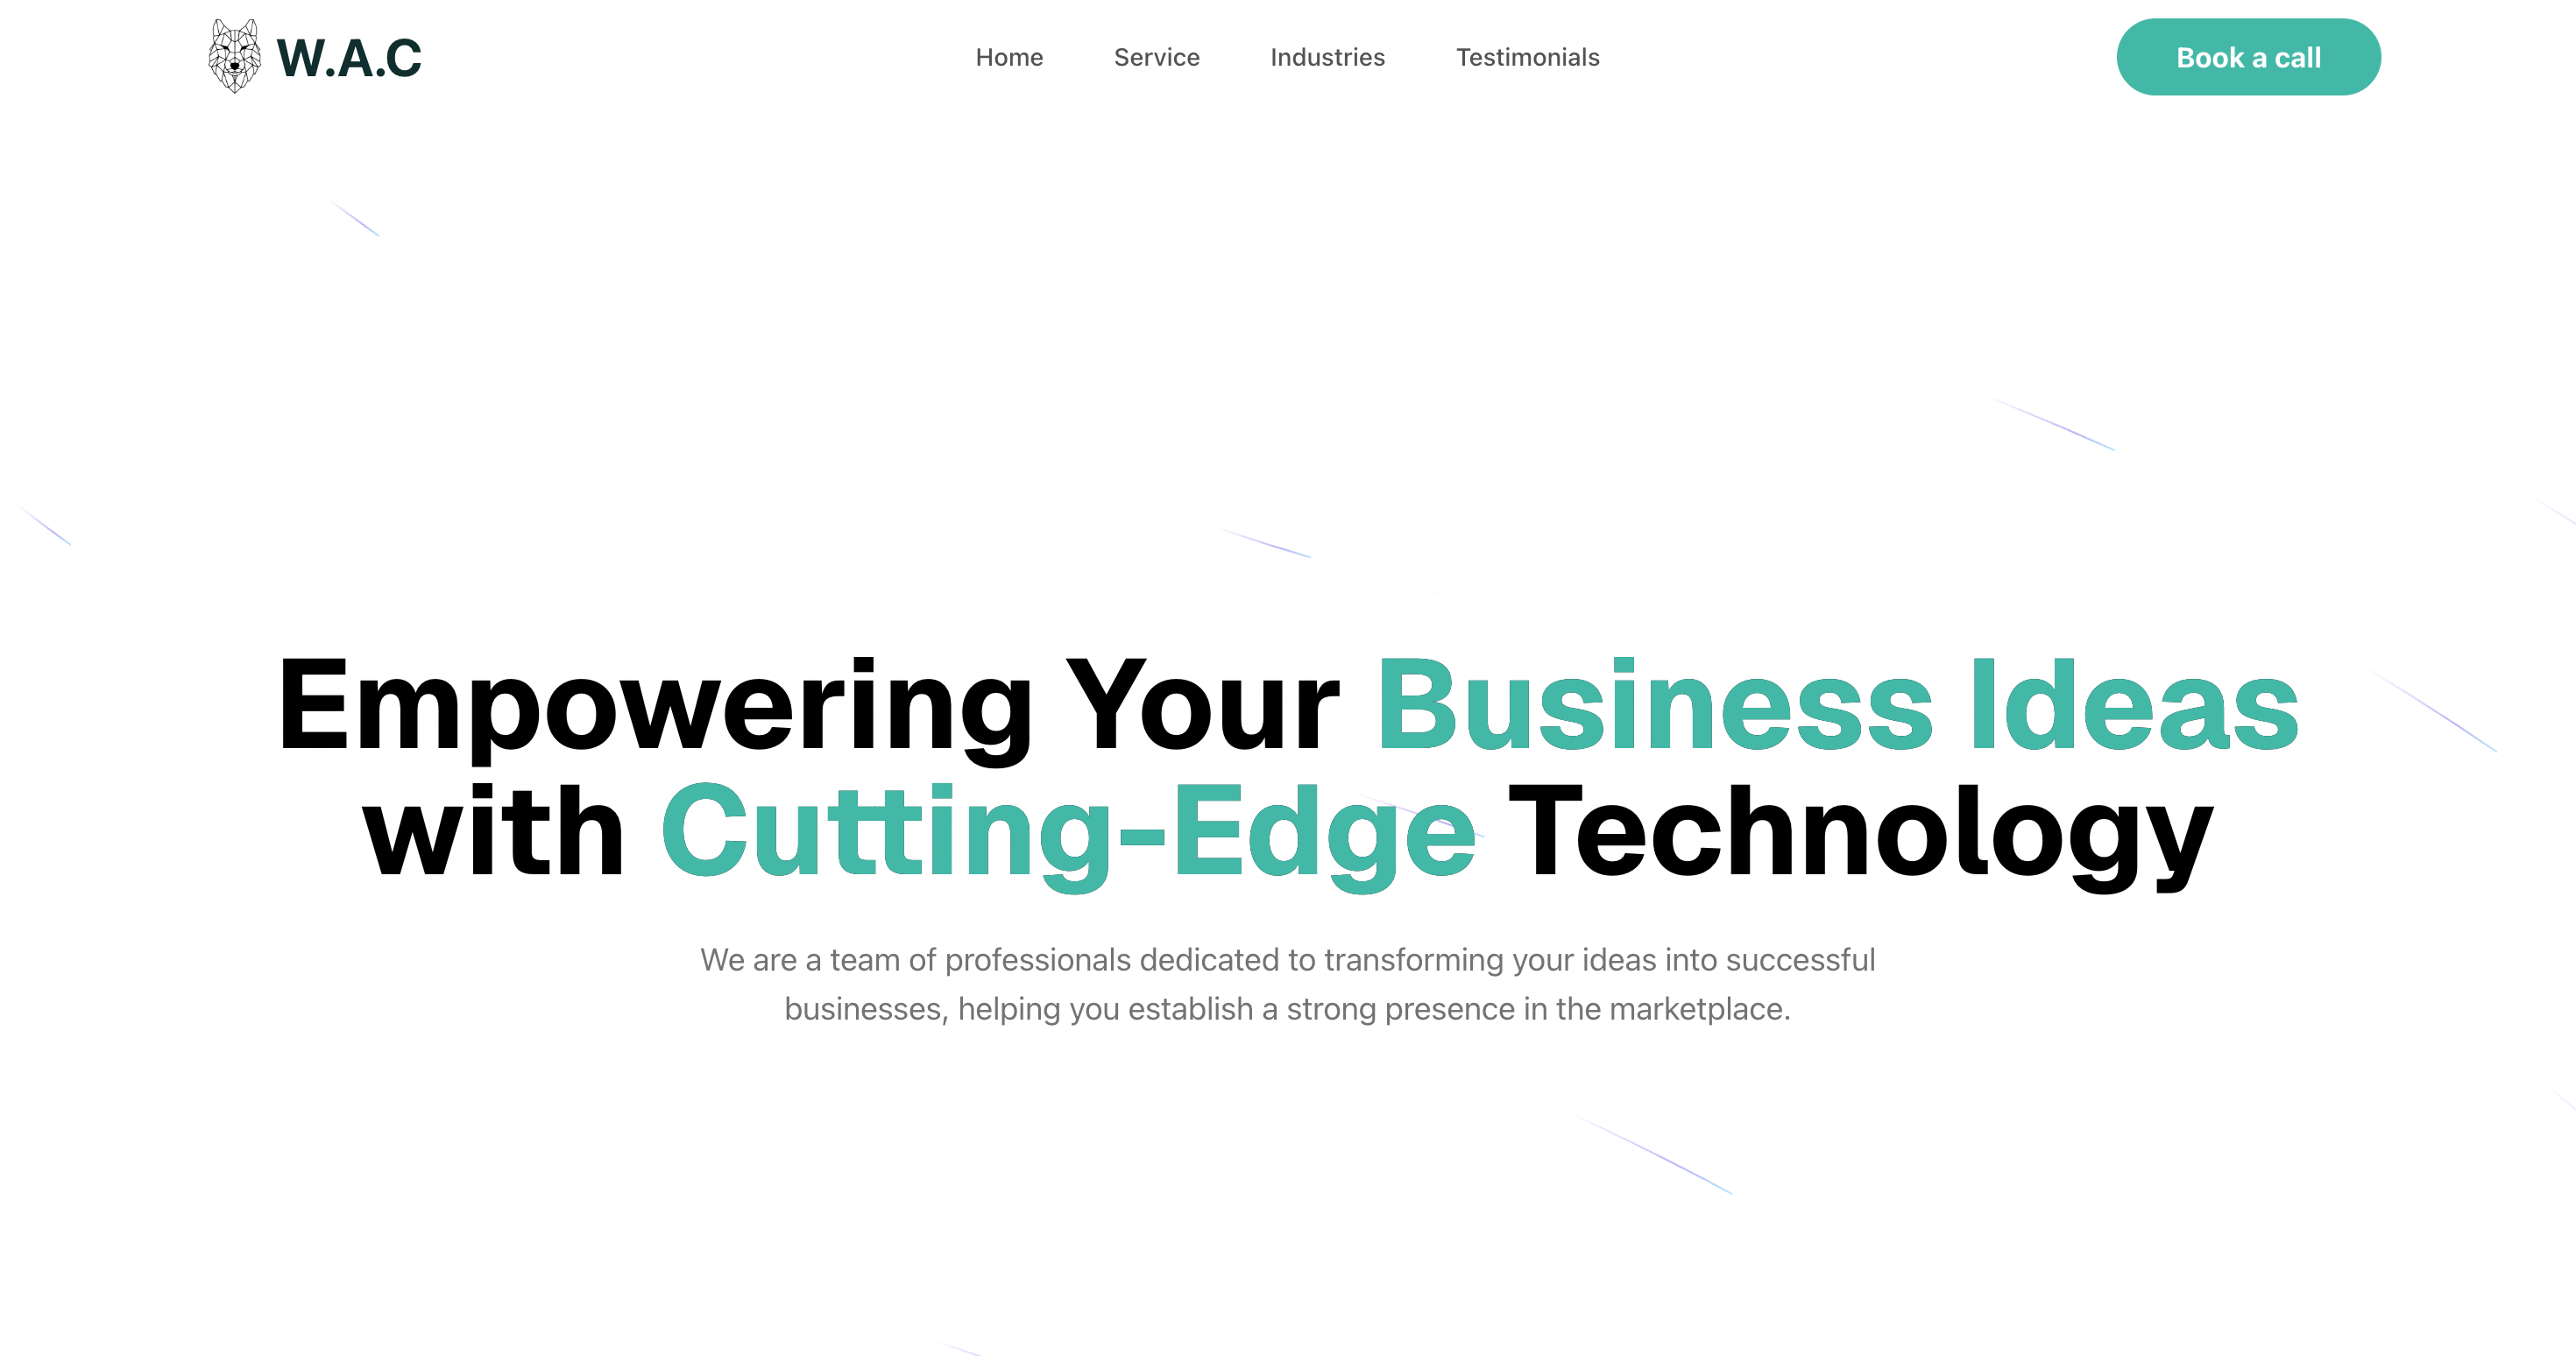 W.A.C
Home
Service
Industries
Testimonials
Book a call
Empowering Your Business Ideas
with Cutting-Edge Technology
We are a team of professionals dedicated to transforming your ideas into successful
businesses, helping you establish a strong presence in the marketplace.